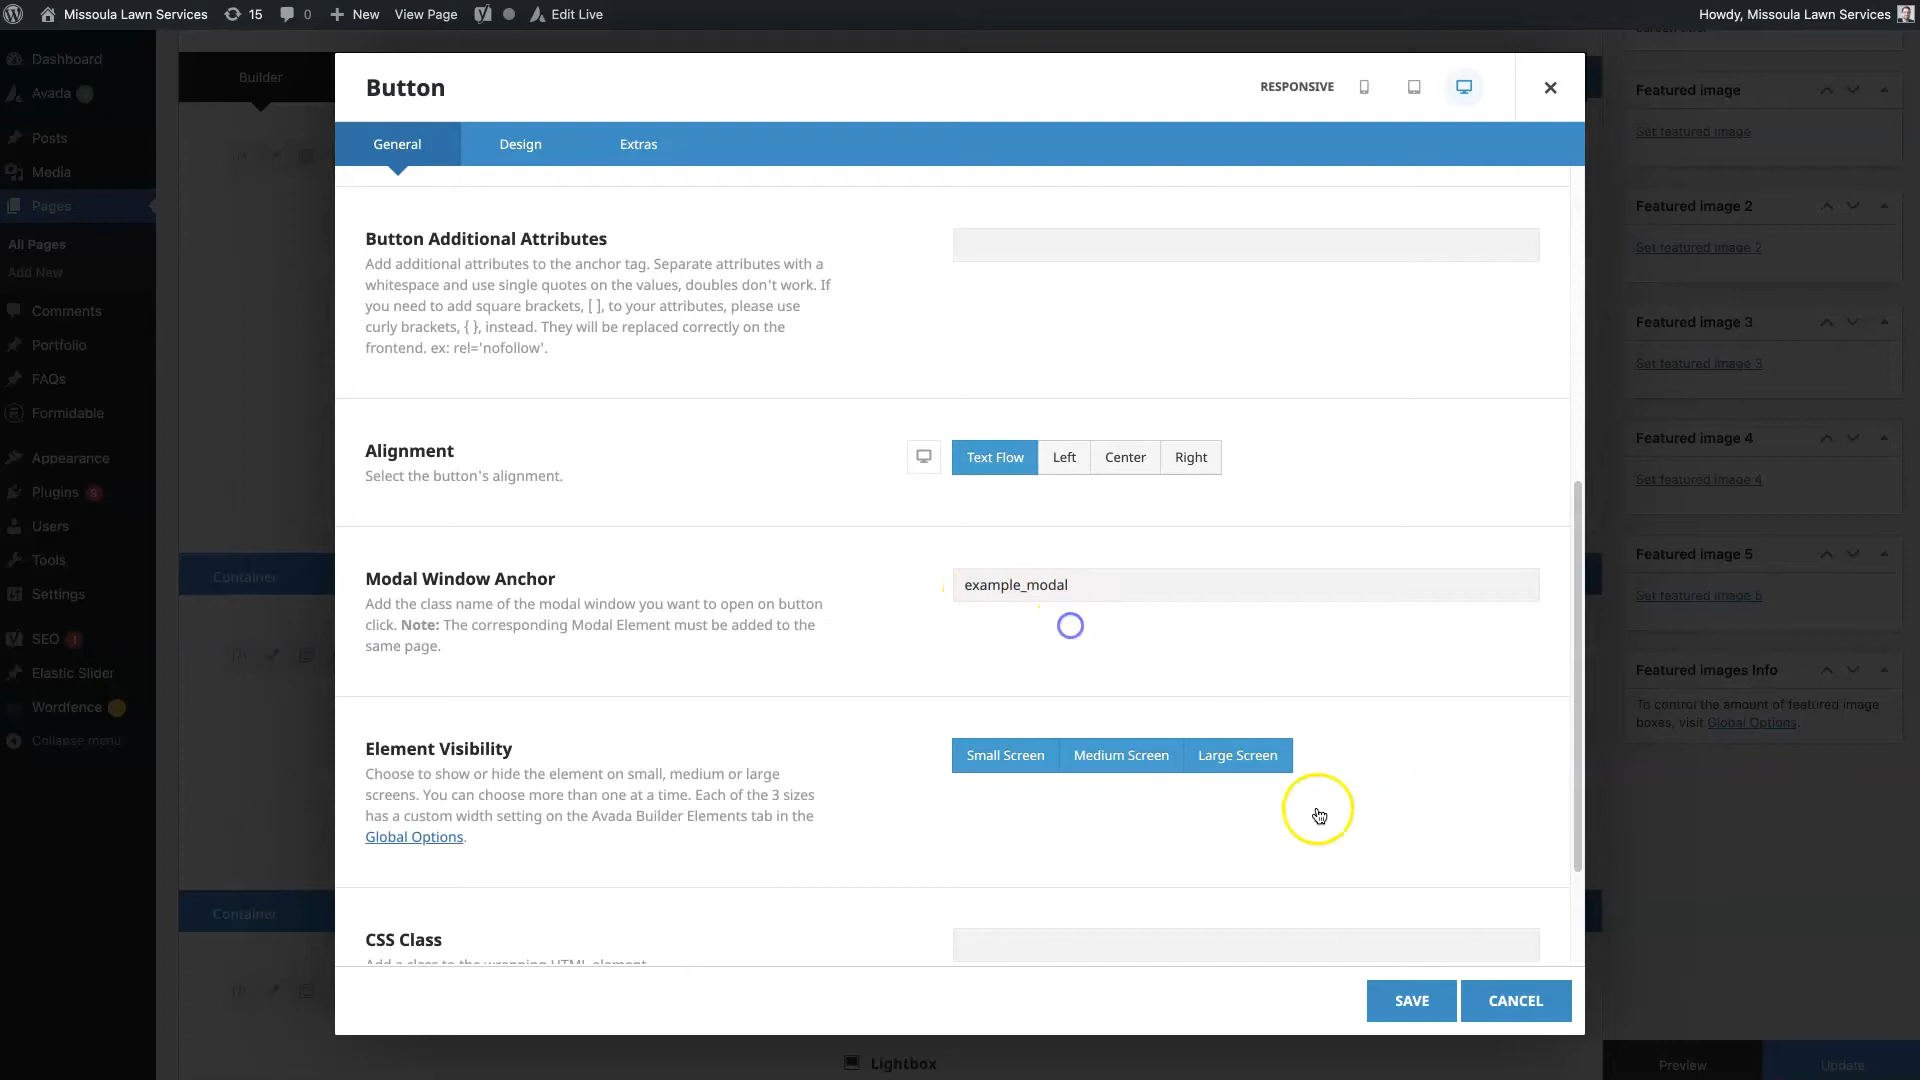 Missoula Lawn Services
15
0
New
View Page
Edit Live
Howdy, Missoula Lawn Services
Dashboard
Avada
Posts
Media
Pages
All Pages
Add New
Comments
Portfolio
FAQs
Formidable
Appearance
Plugins 8
Users
Tools
Settings
SEO 1
Elastic Slider
Wordfence
Collapse menu
Builder
Container
Container
Button
RESPONSIVE
General
Design
Extras
Button Additional Attributes
Add additional attributes to the anchor tag. Separate attributes with a
whitespace and use single quotes on the values, doubles don't work. If
you need to add square brackets, [ ], to your attributes, please use
curly brackets, { }, instead. They will be replaced correctly on the
frontend. ex: rel='nofollow'.
Alignment
Select the button's alignment.
Text Flow
Left
Center
Right
Modal Window Anchor
Add the class name of the modal window you want to open on button
click. Note: The corresponding Modal Element must be added to the
same page.
example_modal
Element Visibility
Choose to show or hide the element on small, medium or large
screens. You can choose more than one at a time. Each of the 3 sizes
has a custom width setting on the Avada Builder Elements tab in the
Global Options.
Small Screen
Medium Screen
Large Screen
CSS Class
Add a class to the wrapping HTML element.
SAVE
CANCEL
Lightbox
Featured image
Set featured image
Featured image 2
Set featured image 2
Featured image 3
Set featured image 3
Featured image 4
Set featured image 4
Featured image 5
Set featured image 5
Featured images Info
To control the amount of featured image
boxes, visit Global Options.
Preview
Update